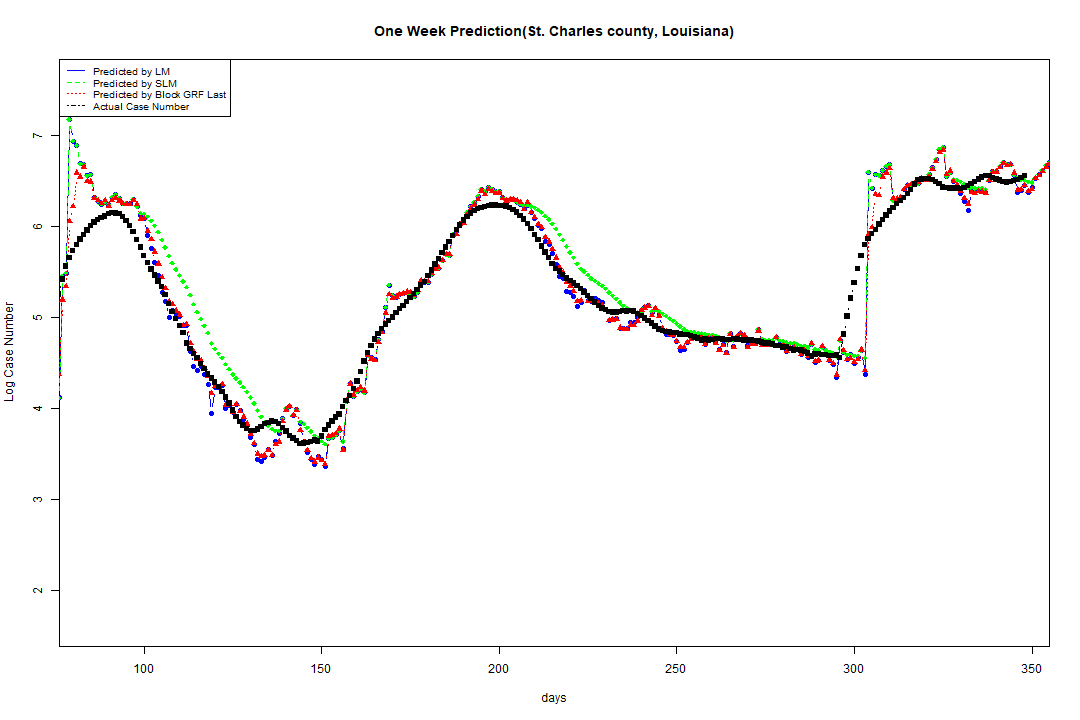 One Week Prediction(St. Charles county, Louisiana)
Predicted by LM
Predicted by SLM
Predicted by Block GRF Last
Actual Case Number
7
6
5
4
3
2
Log Case Number
100 150 200 250 300 350
days